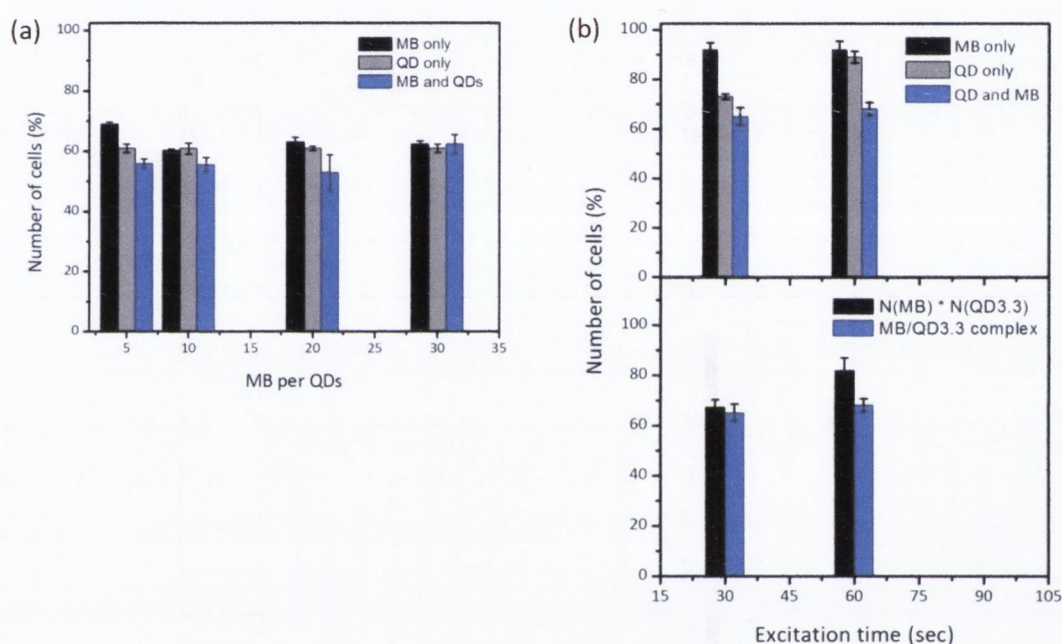 (a)
100
80
60
40
20
0
Number of cells (%)
MB only
QD only
MB and QDs
5 10 15 20 25 30 35
MB per QDs
(b)
100
80
60
40
20
0
MB only
QD only
QD and MB
Number of cells (%)
100
80
60
40
20
0
N(MB) * N(QD3.3)
MB/QD3.3 complex
15 30 45 60 75 90 105
Excitation time (sec)